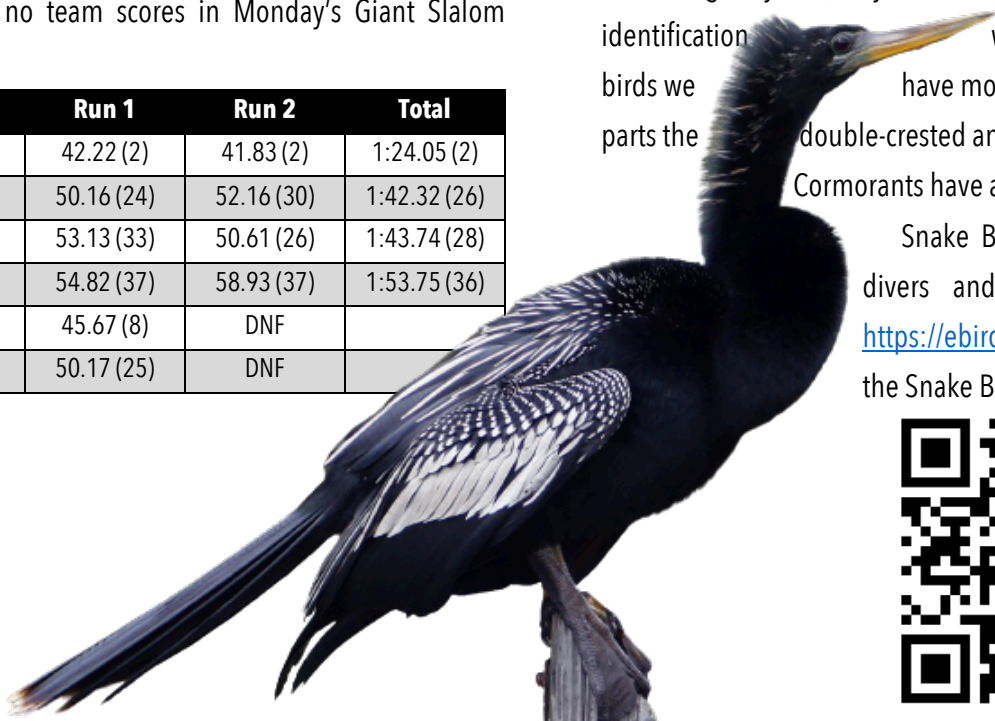 no team scores in Monday's Giant Slalom
Run 1 Run 2 Total
42.22 (2) 41.83 (2) 1:24.05 (2)
50.16 (24) 52.16 (30) 1:42.32 (26)
53.13 (33) 50.61 (26) 1:43.74 (28)
54.82 (37) 58.93 (37) 1:53.75 (36)
45.67 (8) DNF
50.17 (25) DNF
identification
birds we have
parts the double-crested
Cormorants have
Snake
divers and
https://ebird
the Snake